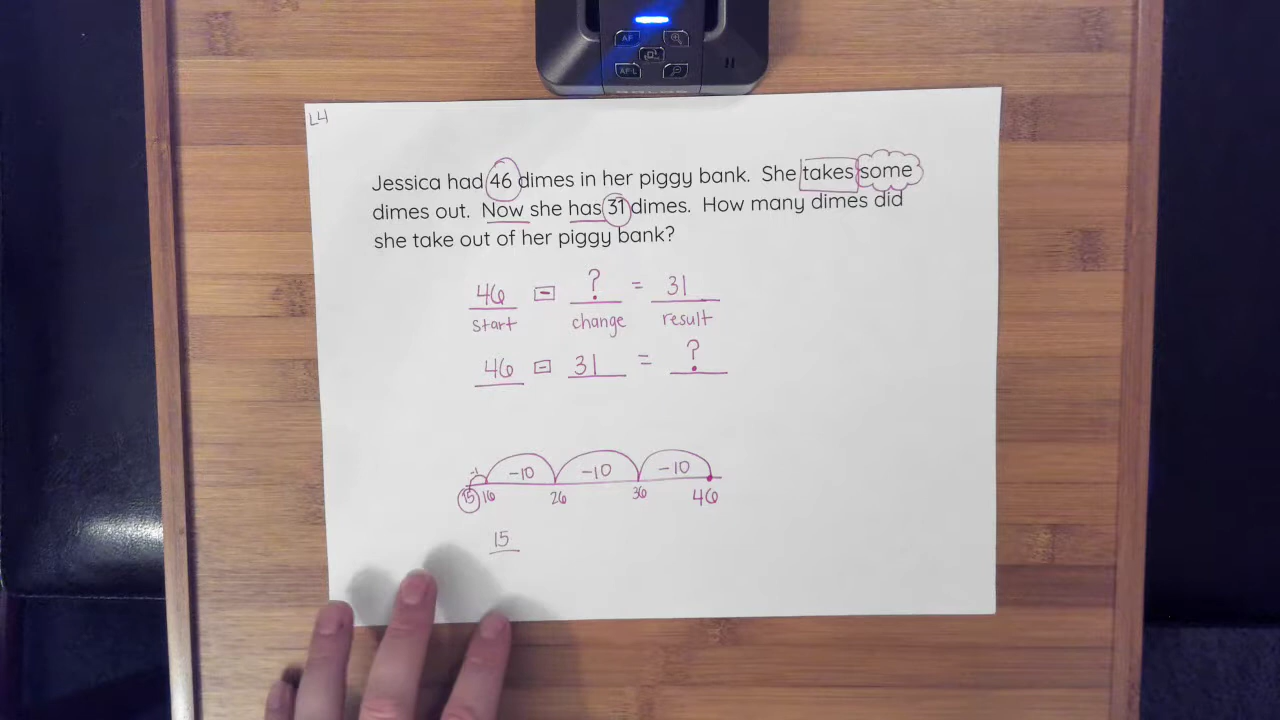 AF
AF-L
L4
Jessica had 46 dimes in her piggy bank. She takes some
dimes out. Now she has 31 dimes. How many dimes did
she take out of her piggy bank?
46 - ? = 31
start change result
46 - 31 = ?
-1 -10 -10 -10
15 16 26 36 46
15